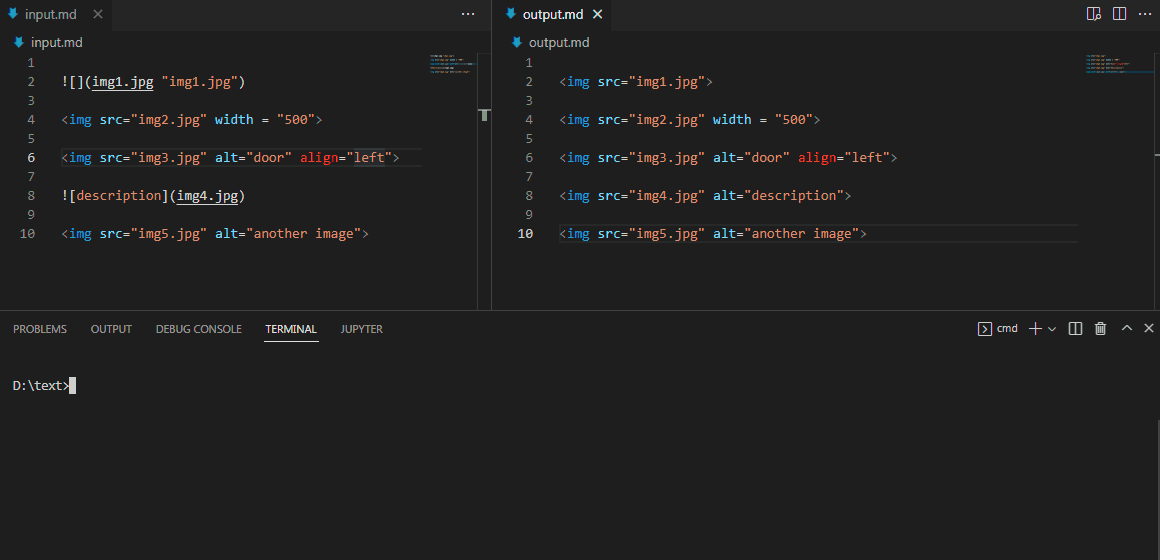 input.md
input.md
1
2 ![](img1.jpg "img1.jpg")
3
4 <img src="img2.jpg" width = "500">
5
6 <img src="img3.jpg" alt="door" align="left">
7
8 ![description](img4.jpg)
9
10 <img src="img5.jpg" alt="another image">
output.md
output.md
1
2 <img src="img1.jpg">
3
4 <img src="img2.jpg" width = "500">
5
6 <img src="img3.jpg" alt="door" align="left">
7
8 <img src="img4.jpg" alt="description">
9
10 <img src="img5.jpg" alt="another image">
PROBLEMS OUTPUT DEBUG CONSOLE TERMINAL JUPYTER cmd
D:\text>